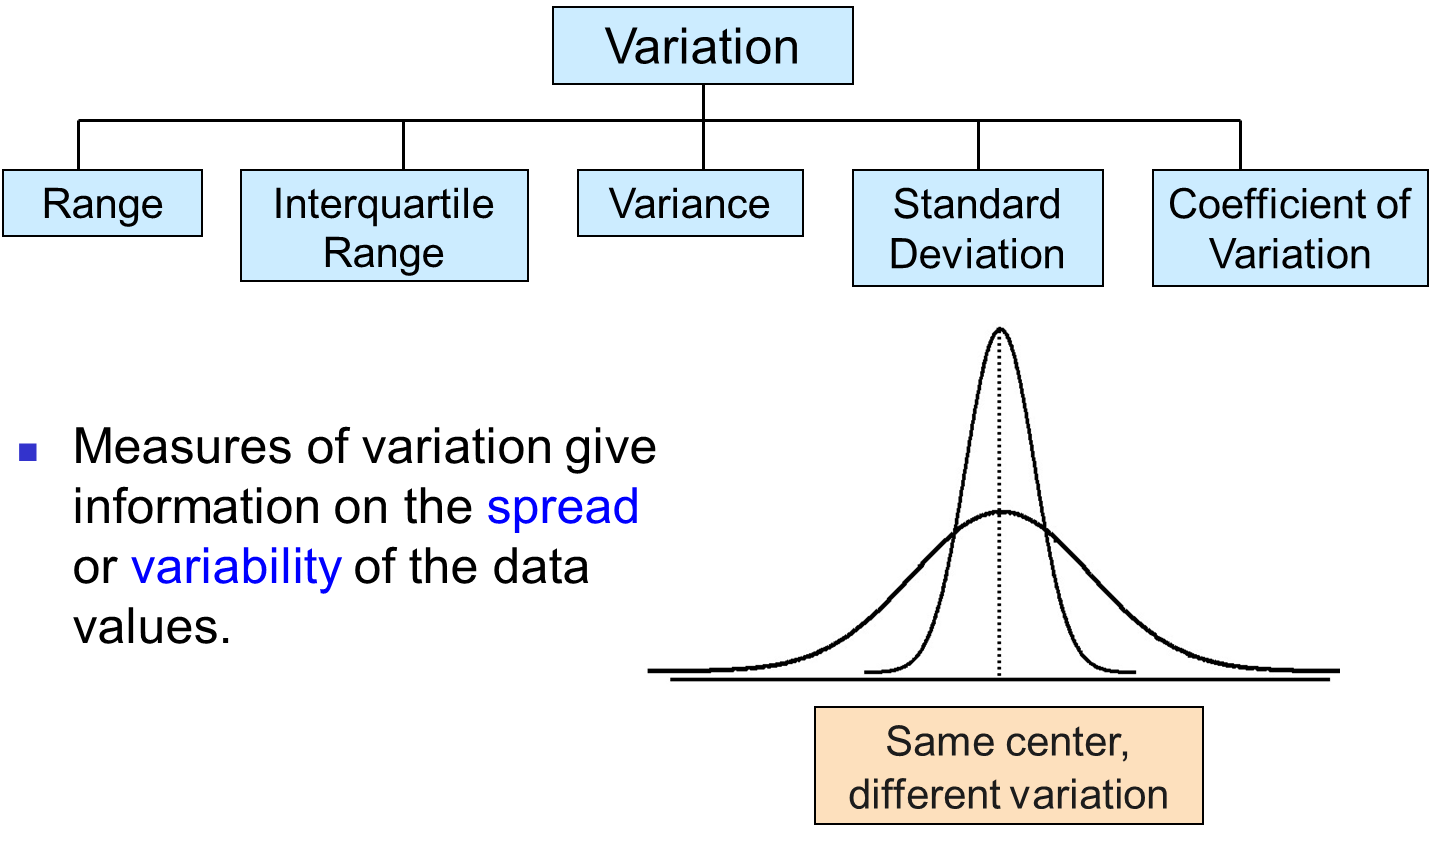 Variation
Range
Interquartile
Range
Variance
Standard
Deviation
Coefficient of
Variation
Measures of variation give
information on the spread
or variability of the data
values.
Same center,
different variation